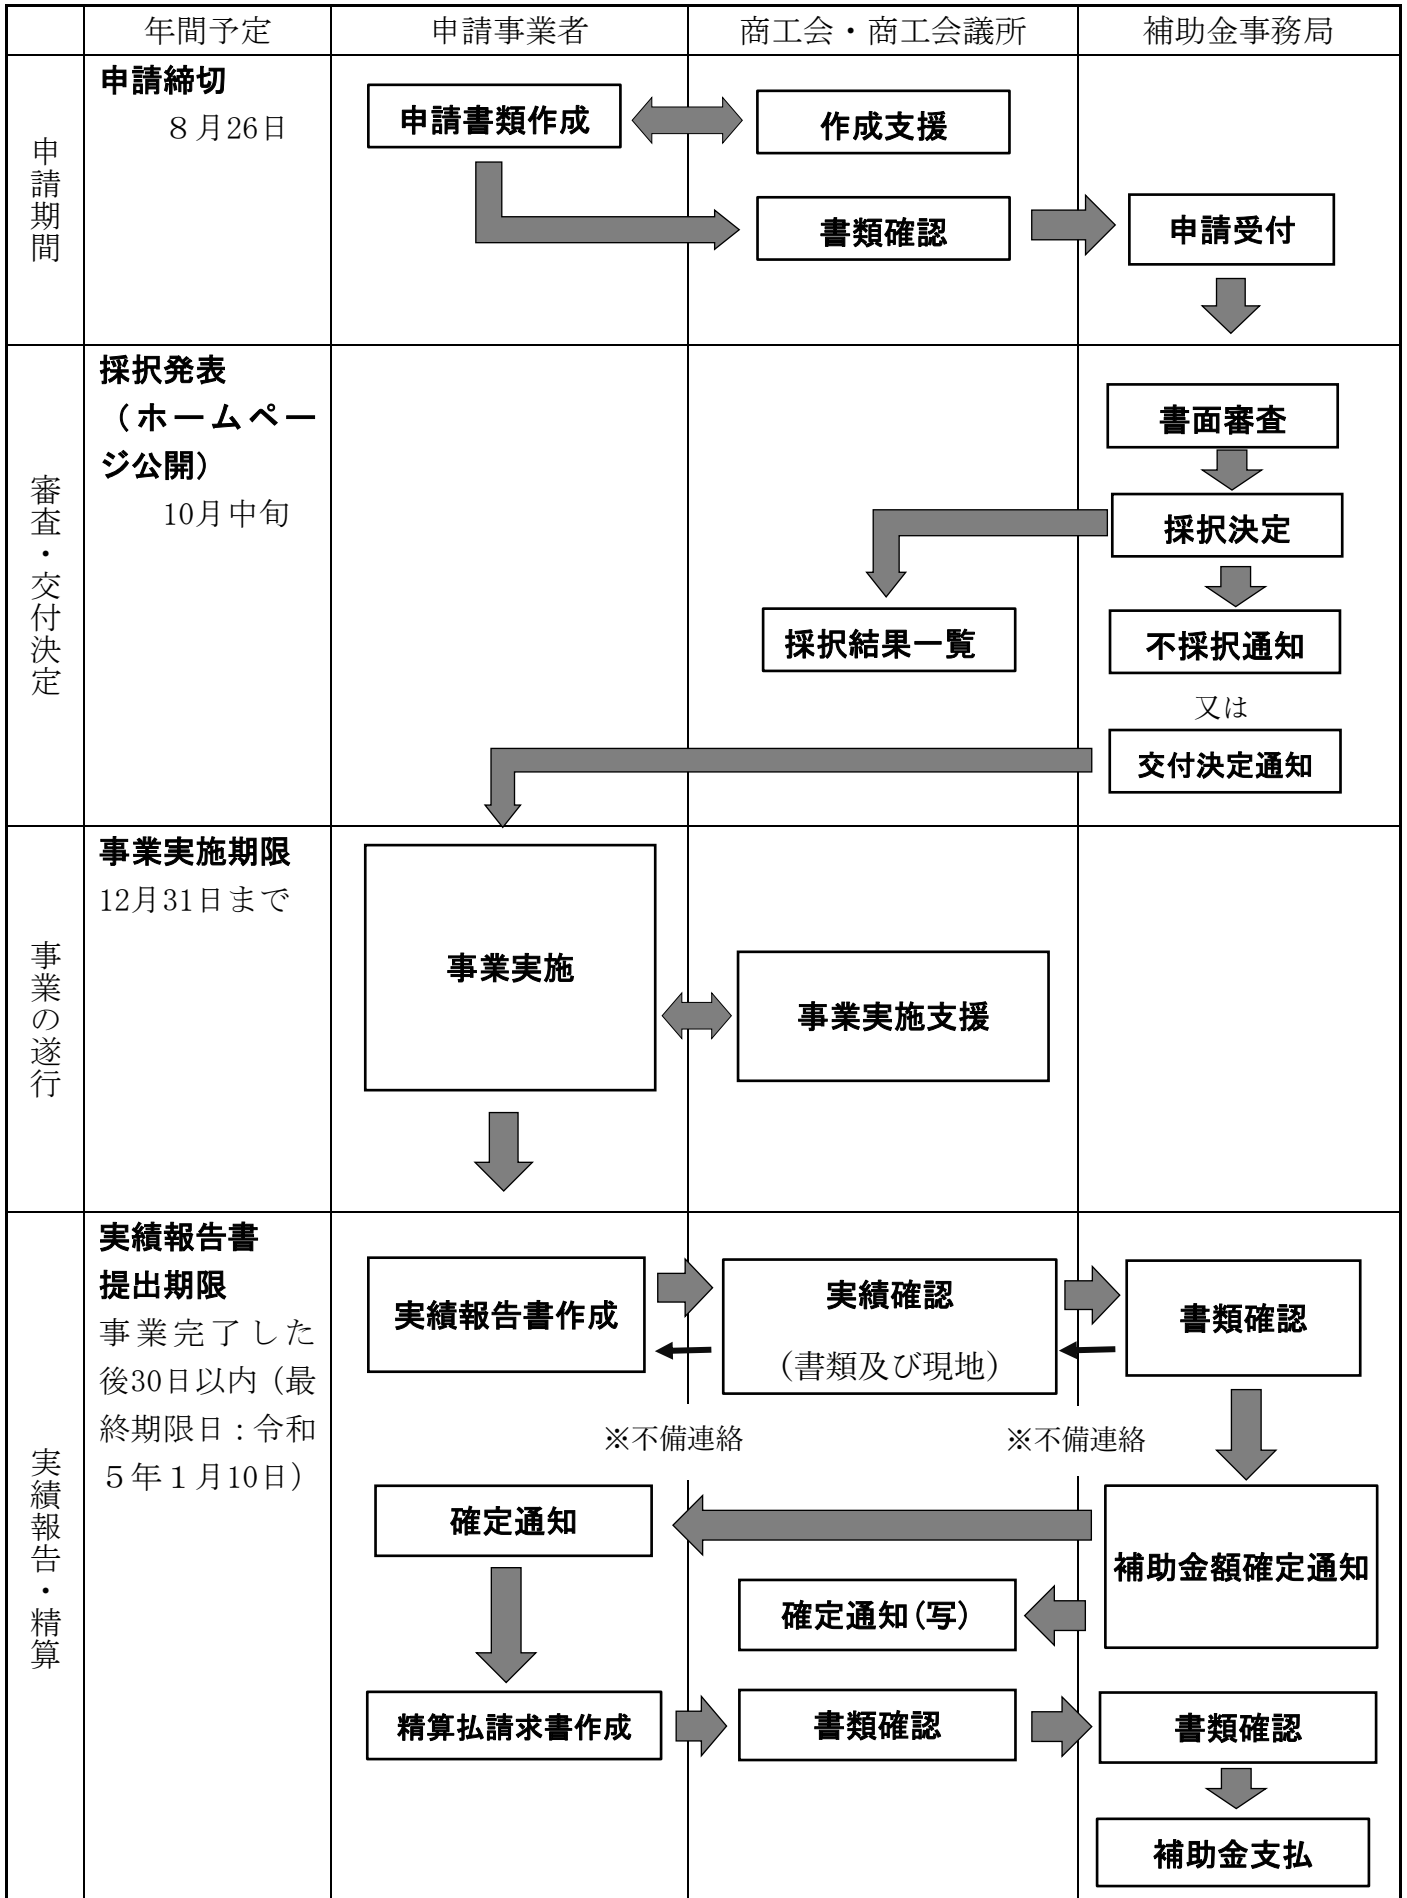 年間予定
申請事業者
商工会・商工会議所
補助金事務局
申請期間
申請締切
８月26日
申請書類作成
作成支援
書類確認
申請受付
審査・交付決定
採択発表
（ホームペー
ジ公開）
10月中旬
書面審査
採択決定
採択結果一覧
不採択通知
又は
交付決定通知
事業の遂行
事業実施期限
12月31日まで
事業実施
事業実施支援
実績報告・精算
実績報告書
提出期限
事業完了した
後30日以内（最
終期限日：令和
５年１月10日）
実績報告書作成
実績確認
（書類及び現地）
書類確認
※不備連絡
※不備連絡
確定通知
補助金額確定通知
確定通知（写）
精算払請求書作成
書類確認
書類確認
補助金支払